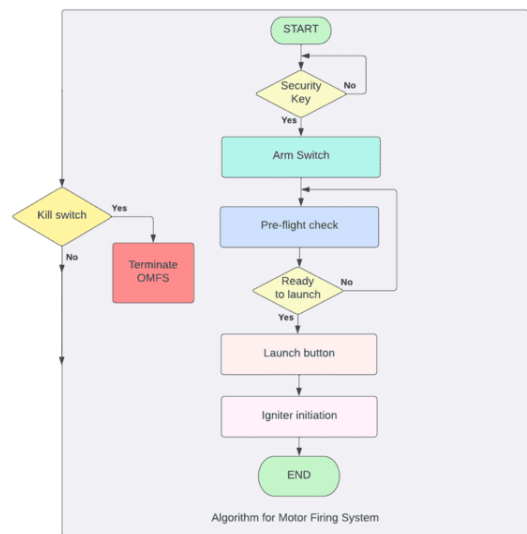 START
Security
Key
No
Yes
Arm Switch
Kill switch
Yes
No
Terminate
OMFS
Pre-flight check
Ready
to launch
No
Yes
Launch button
Igniter initiation
END
Algorithm for Motor Firing System